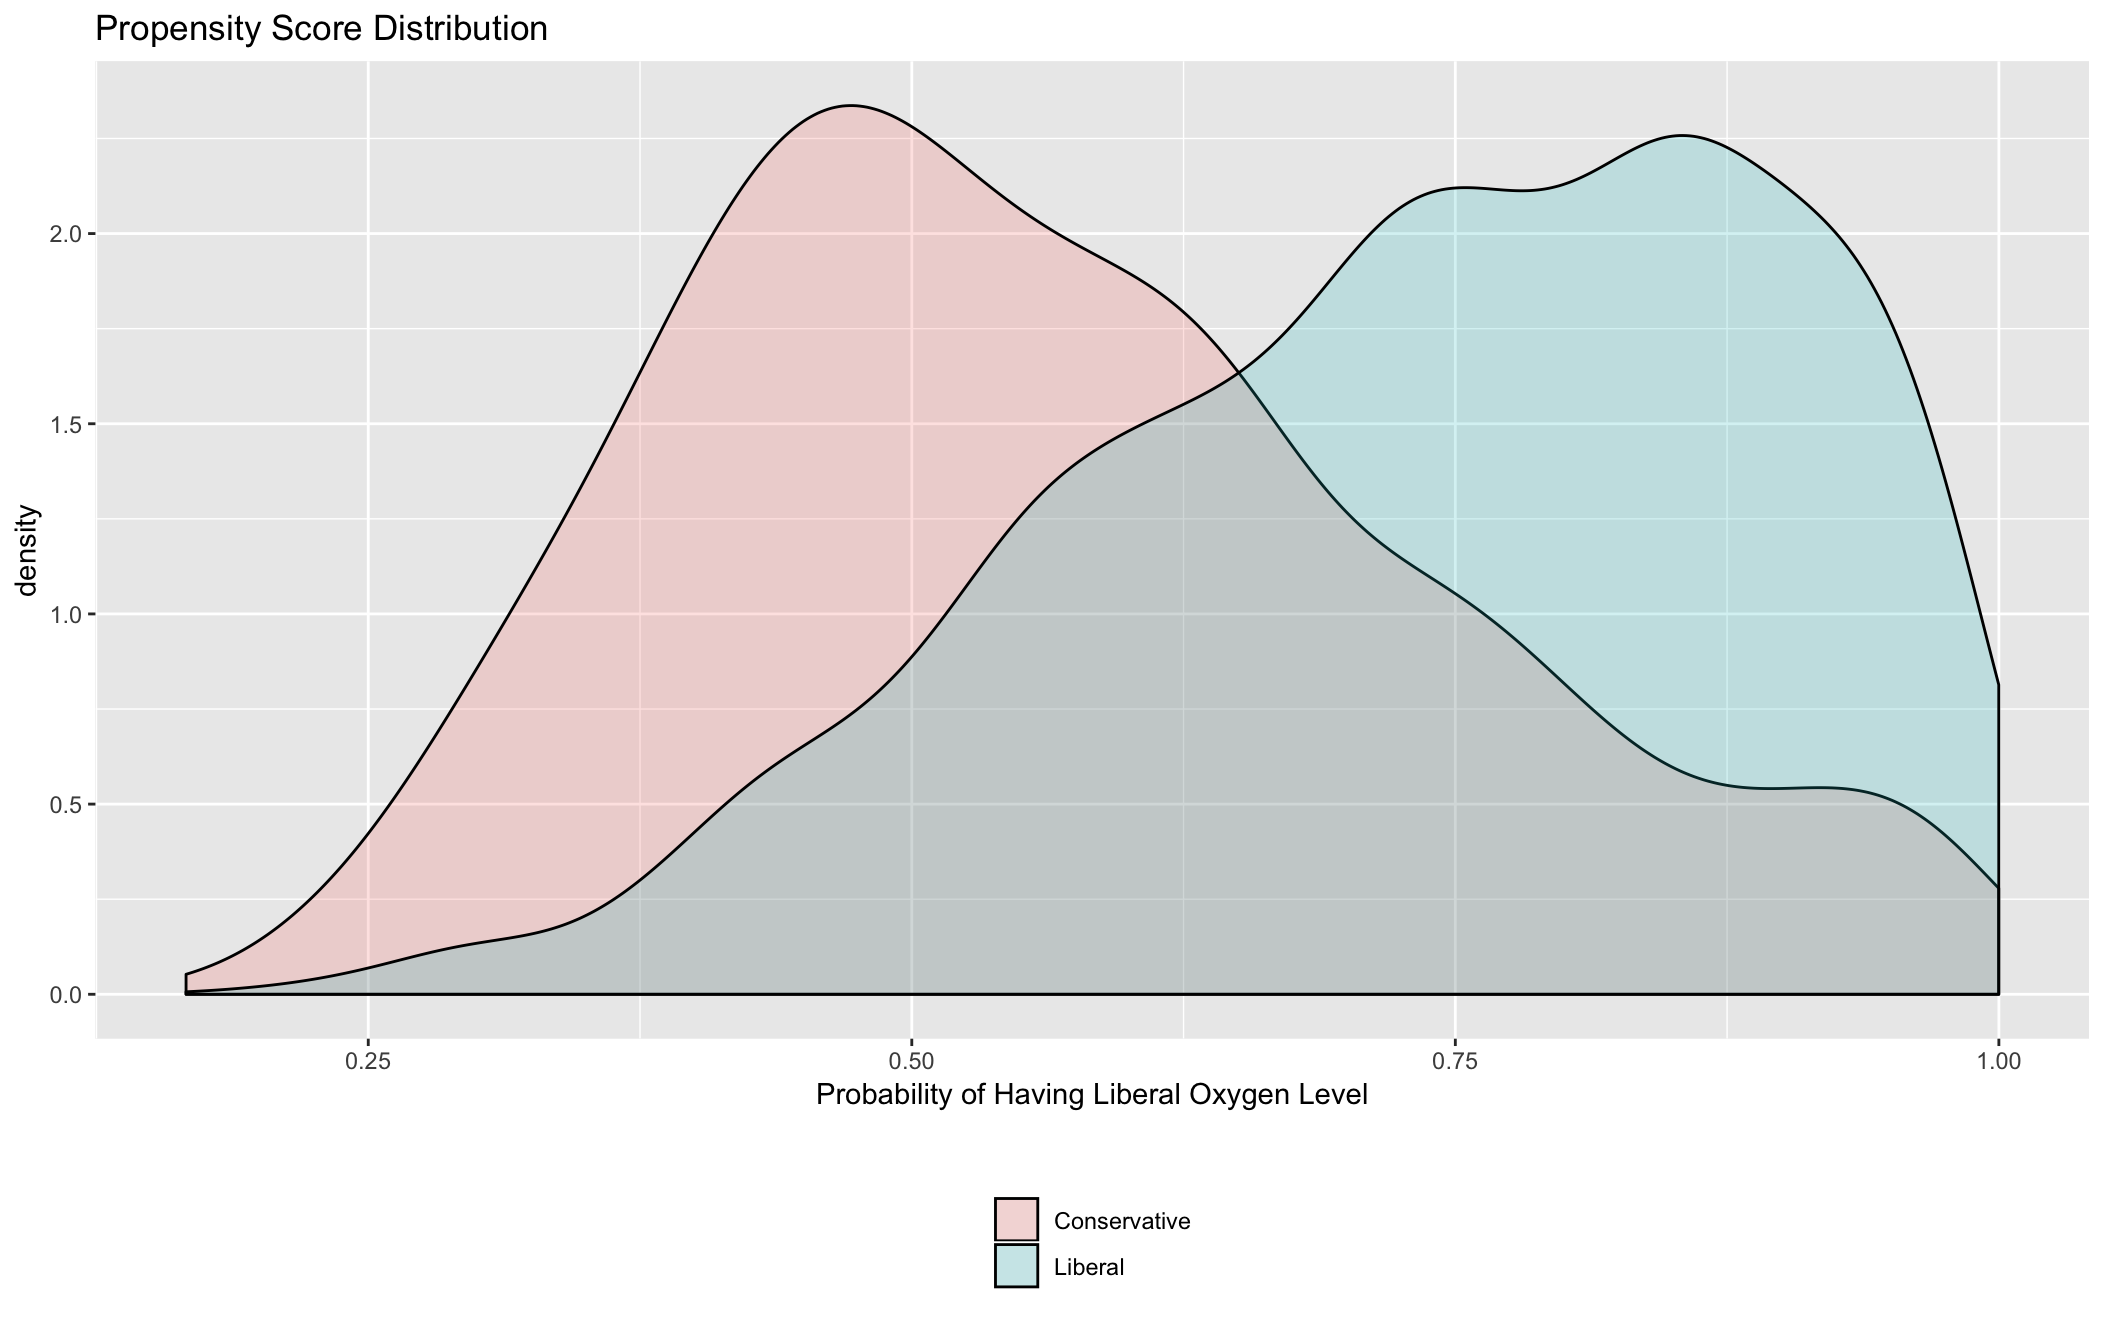 Propensity Score Distribution
density
2.0
1.5
1.0
0.5
0.0
0.25 0.50 0.75 1.00
Probability of Having Liberal Oxygen Level
Conservative
Liberal